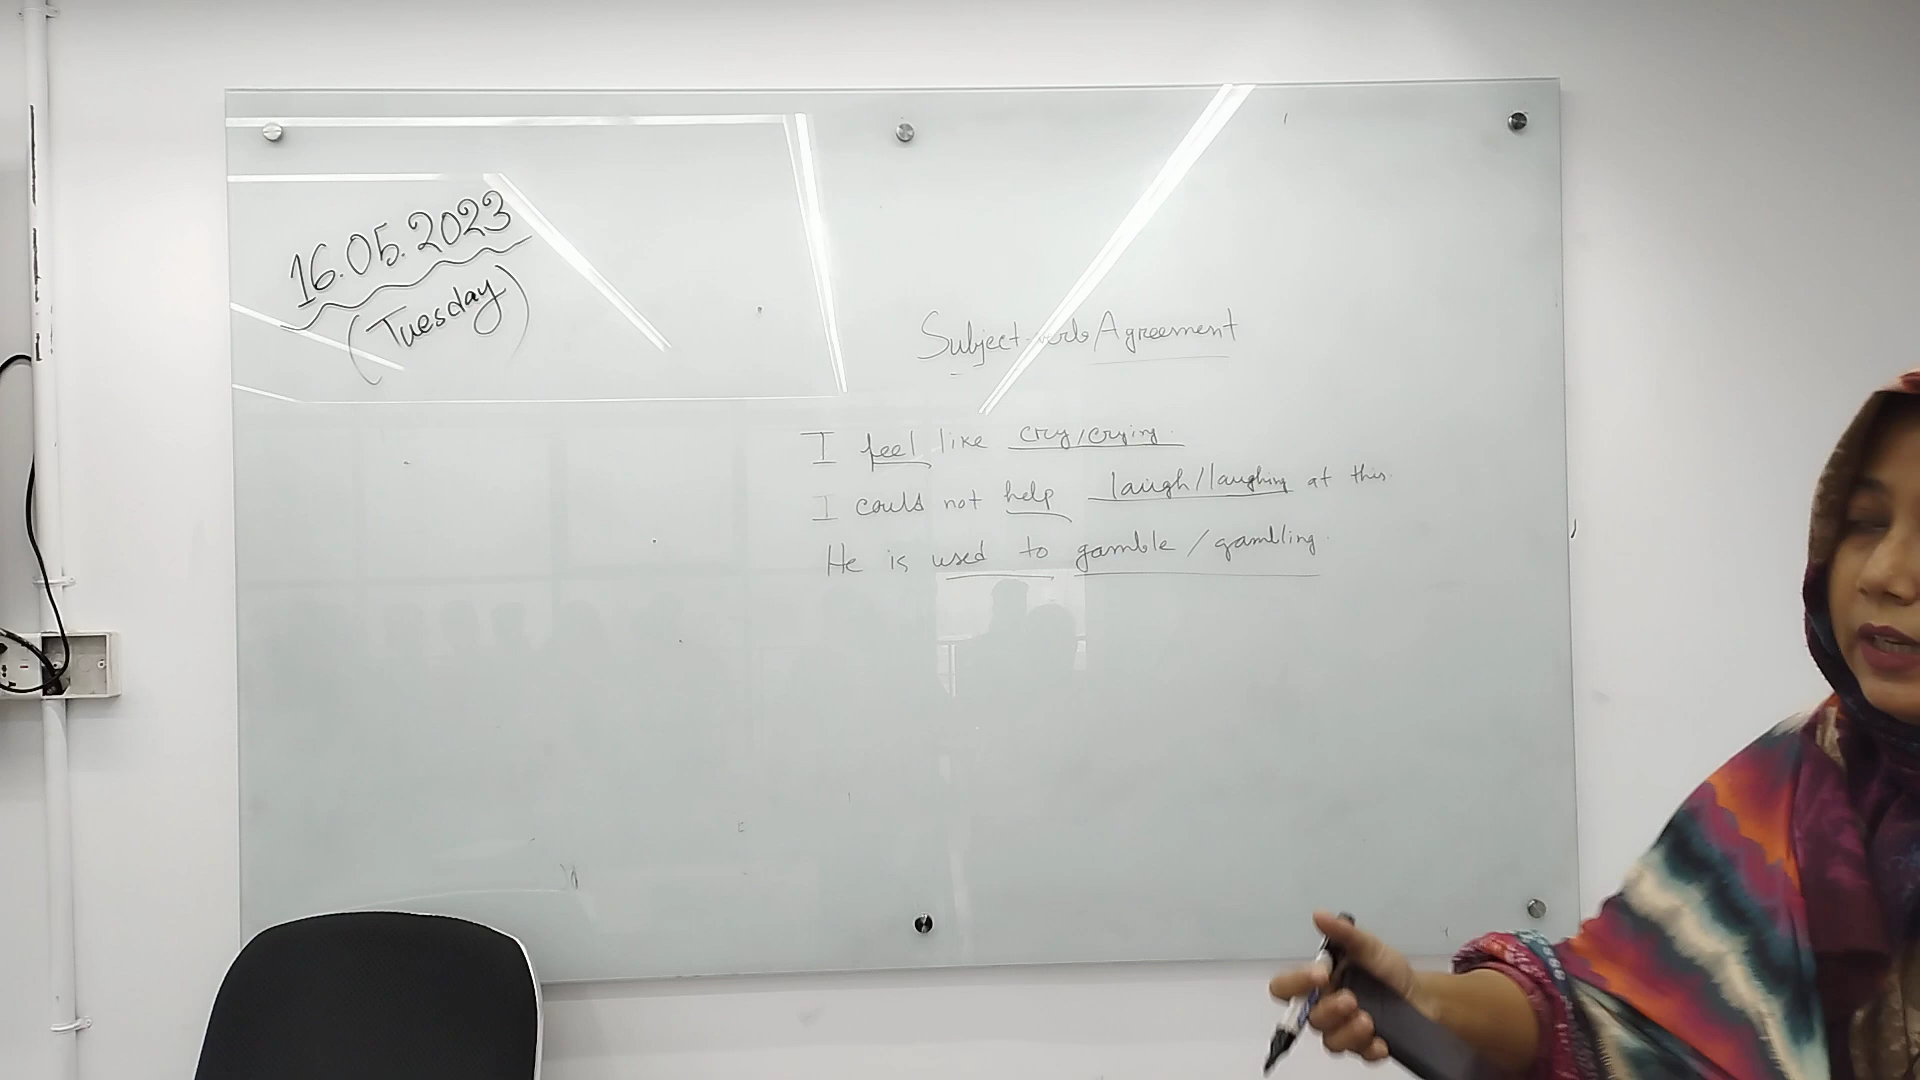 16.05.2023
(Tuesday)
Subject-verb Agreement
I feel like cry/crying.
I could not help laugh/laughing at this.
He is used to gamble/gambling.